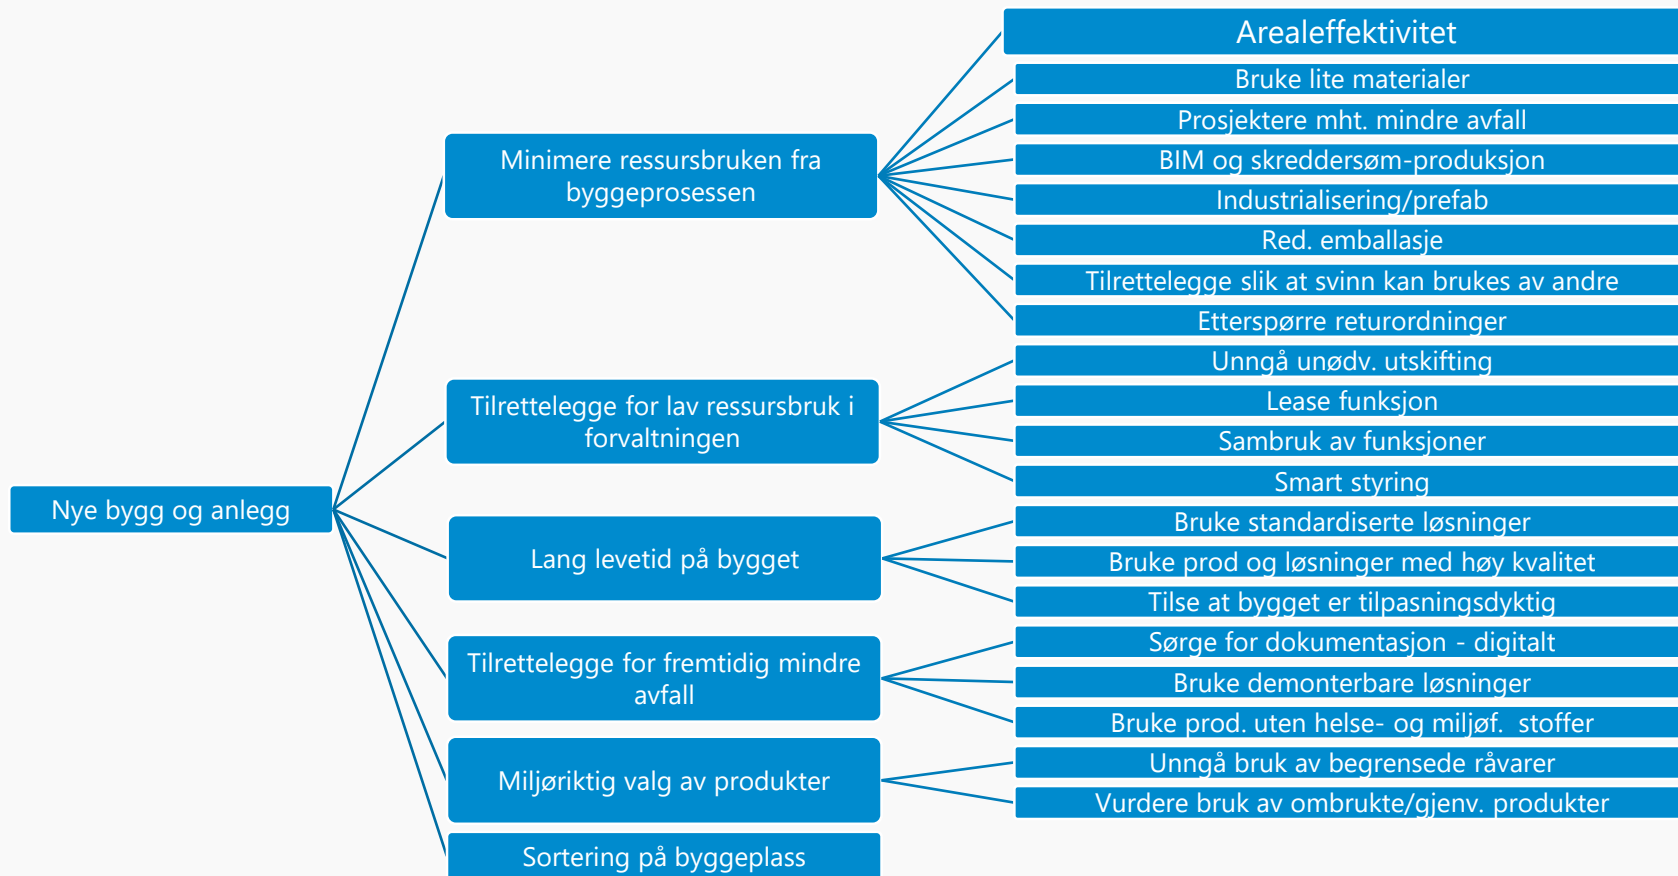 Nye bygg og anlegg
Minimere ressursbruken fra
byggeprosessen
Arealeffektivitet
Bruke lite materialer
Prosjektere mht. mindre avfall
BIM og skreddersøm-produksjon
Industrialisering/prefab
Red. emballasje
Tilrettelegge slik at svinn kan brukes av andre
Etterspørre returordninger
Tilrettelegge for lav ressursbruk i
forvaltningen
Unngå unødv. utskifting
Lease funksjon
Sambruk av funksjoner
Smart styring
Lang levetid på bygget
Bruke standardiserte løsninger
Bruke prod og løsninger med høy kvalitet
Tilse at bygget er tilpasningsdyktig
Tilrettelegge for fremtidig mindre
avfall
Sørge for dokumentasjon - digitalt
Bruke demonterbare løsninger
Bruke prod. uten helse- og miljøf.  stoffer
Miljøriktig valg av produkter
Unngå bruk av begrensede råvarer
Vurdere bruk av ombrukte/gjenv. produkter
Sortering på byggeplass